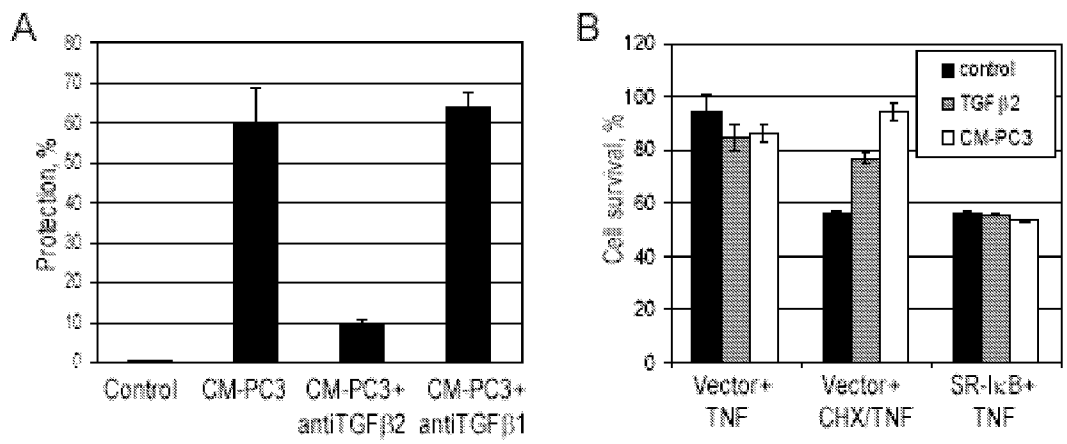 A
Protection, %
80
70
60
50
40
30
20
10
0
Control
CM-PC3
CM-PC3+
antiTGFβ2
CM-PC3+
antiTGFβ1
B
Cell survival, %
120
100
80
60
40
20
0
control
TGFβ2
CM-PC3
Vector+
TNF
Vector+
CHX/TNF
SR-IκB+
TNF